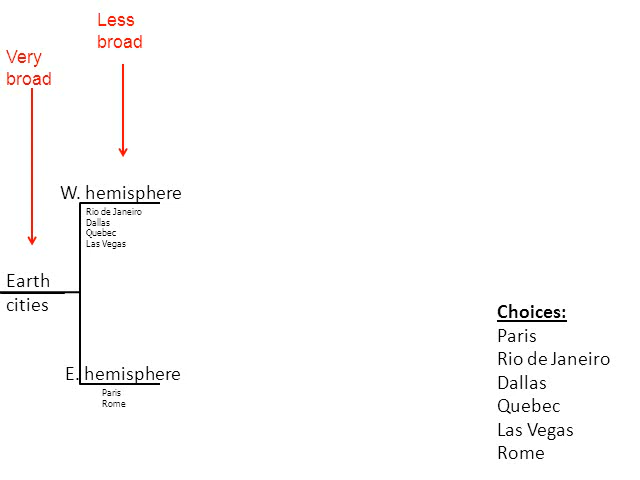 Less
broad
Very
broad
W. hemisphere
Rio de Janeiro
Dallas
Quebec
Las Vegas
Earth
cities
E. hemisphere
Paris
Rome
Choices:
Paris
Rio de Janeiro
Dallas
Quebec
Las Vegas
Rome